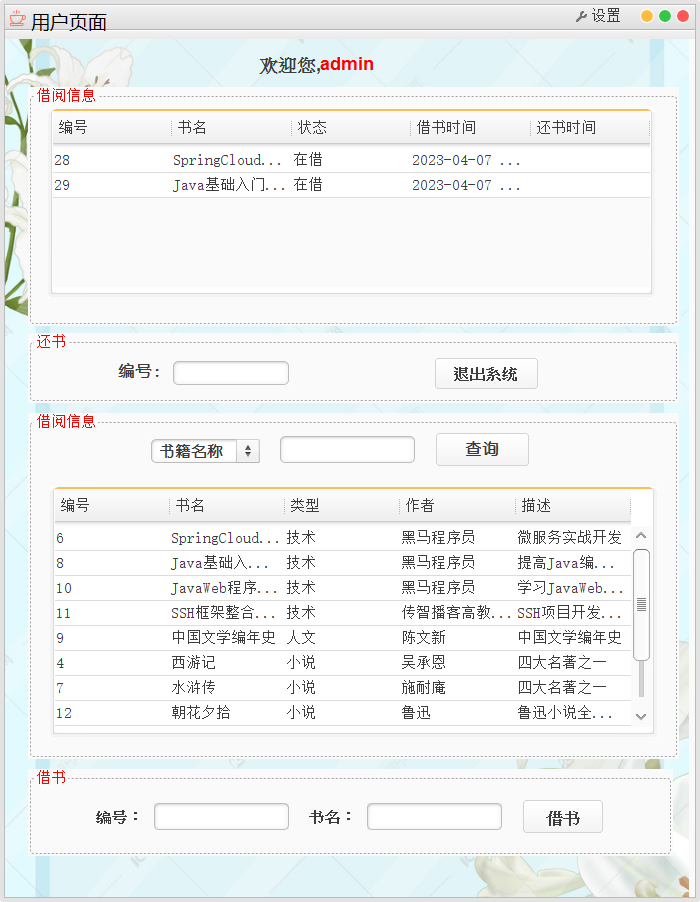 用户页面 设置
欢迎您,admin
借阅信息
编号 书名 状态 借书时间 还书时间
28 SpringCloud... 在借 2023-04-07 ...
29 Java基础入门... 在借 2023-04-07 ...
还书
编号: 退出系统
借阅信息
书籍名称 查询
编号 书名 类型 作者 描述
6 SpringCloud... 技术 黑马程序员 微服务实战开发
8 Java基础入... 技术 黑马程序员 提高Java编...
10 JavaWeb程序... 技术 黑马程序员 学习JavaWeb...
11 SSH框架整合... 技术 传智播客高教... SSH项目开发...
9 中国文学编年史 人文 陈文新 中国文学编年史
4 西游记 小说 吴承恩 四大名著之一
7 水浒传 小说 施耐庵 四大名著之一
12 朝花夕拾 小说 鲁迅 鲁迅小说全...
借书
编号： 书名： 借书